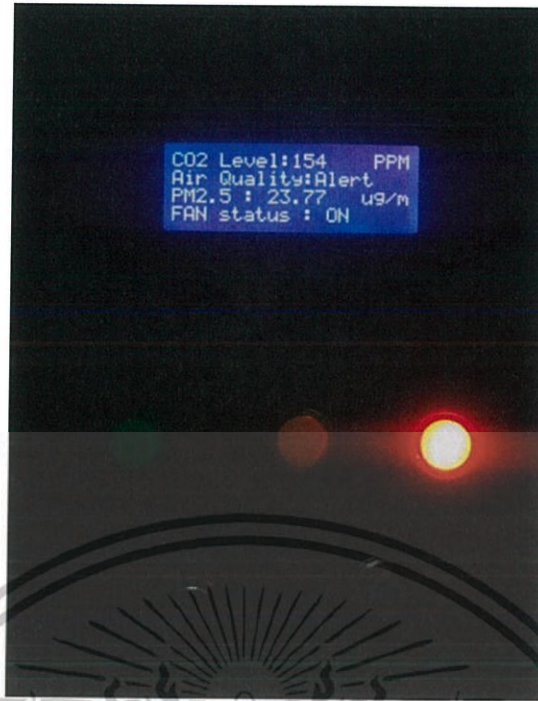 CO2 Level:154 PPM
Air Quality:Alert
PM2.5 : 23.77 ug/m
FAN status : ON